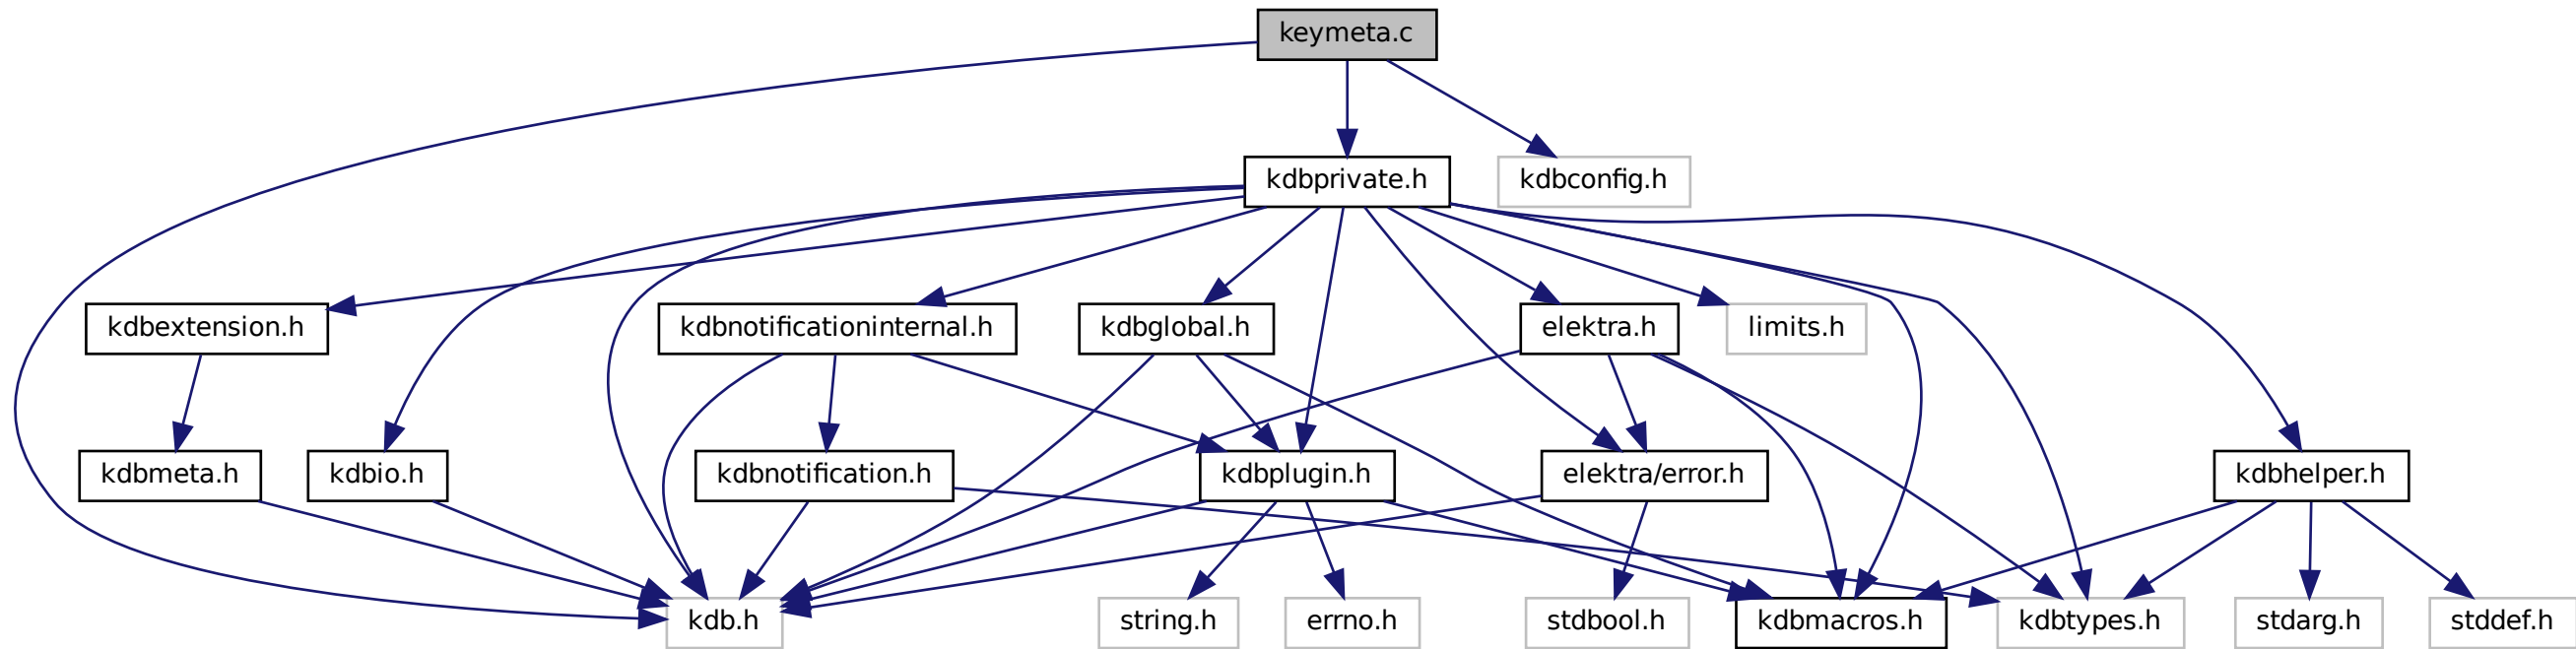 keymeta.c
kdbprivate.h
kdbconfig.h
kdbextension.h
kdbnotificationinternal.h
kdbglobal.h
elektra.h
limits.h
kdbmeta.h
kdbio.h
kdbnotification.h
kdbplugin.h
elektra/error.h
kdbhelper.h
kdb.h
string.h
errno.h
stdbool.h
kdbmacros.h
kdbtypes.h
stdarg.h
stddef.h